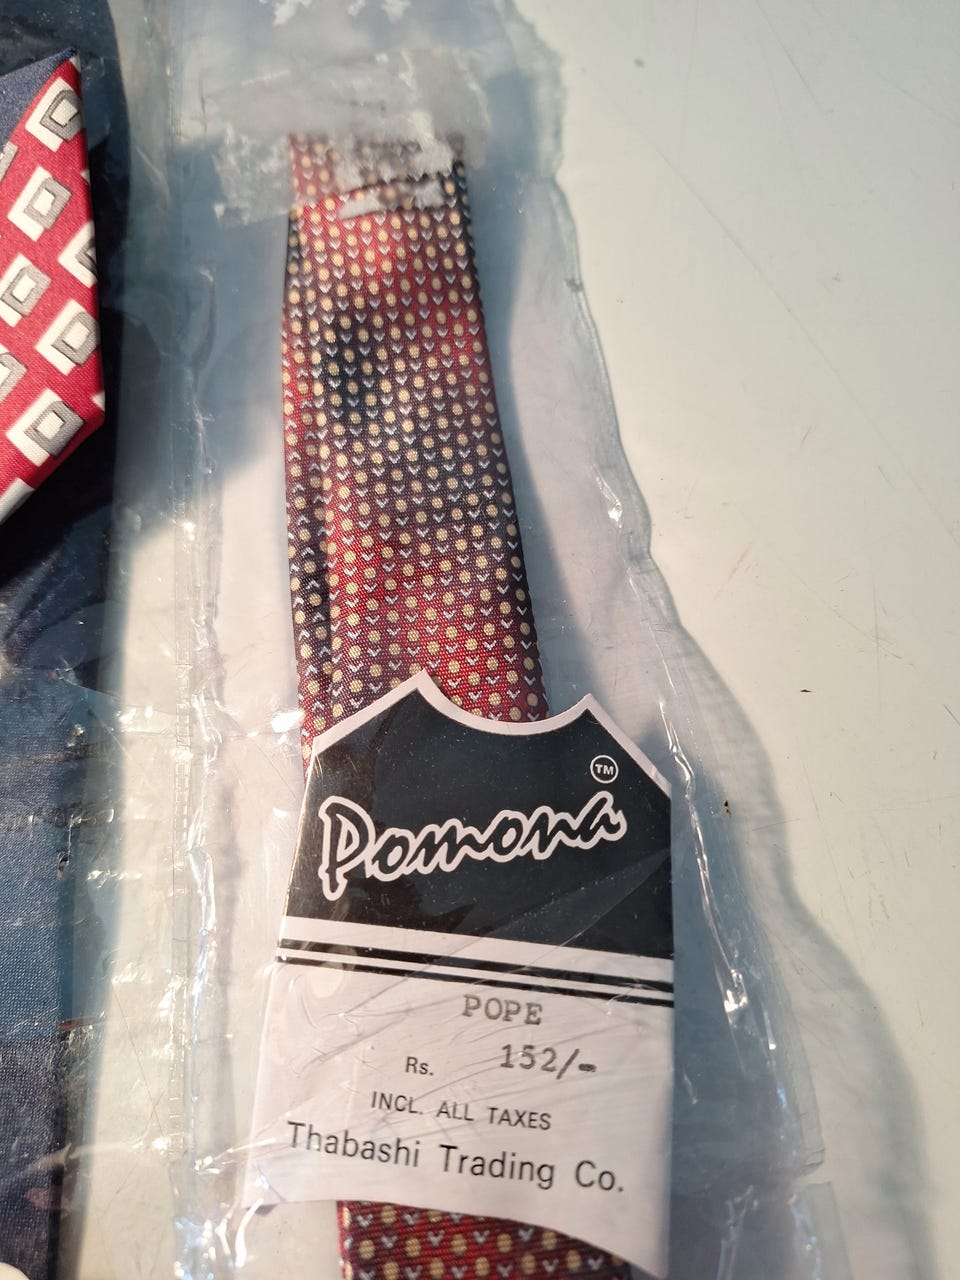 TM
Pomona
POPE
Rs. 152/-
INCL. ALL TAXES
Thabashi Trading Co.